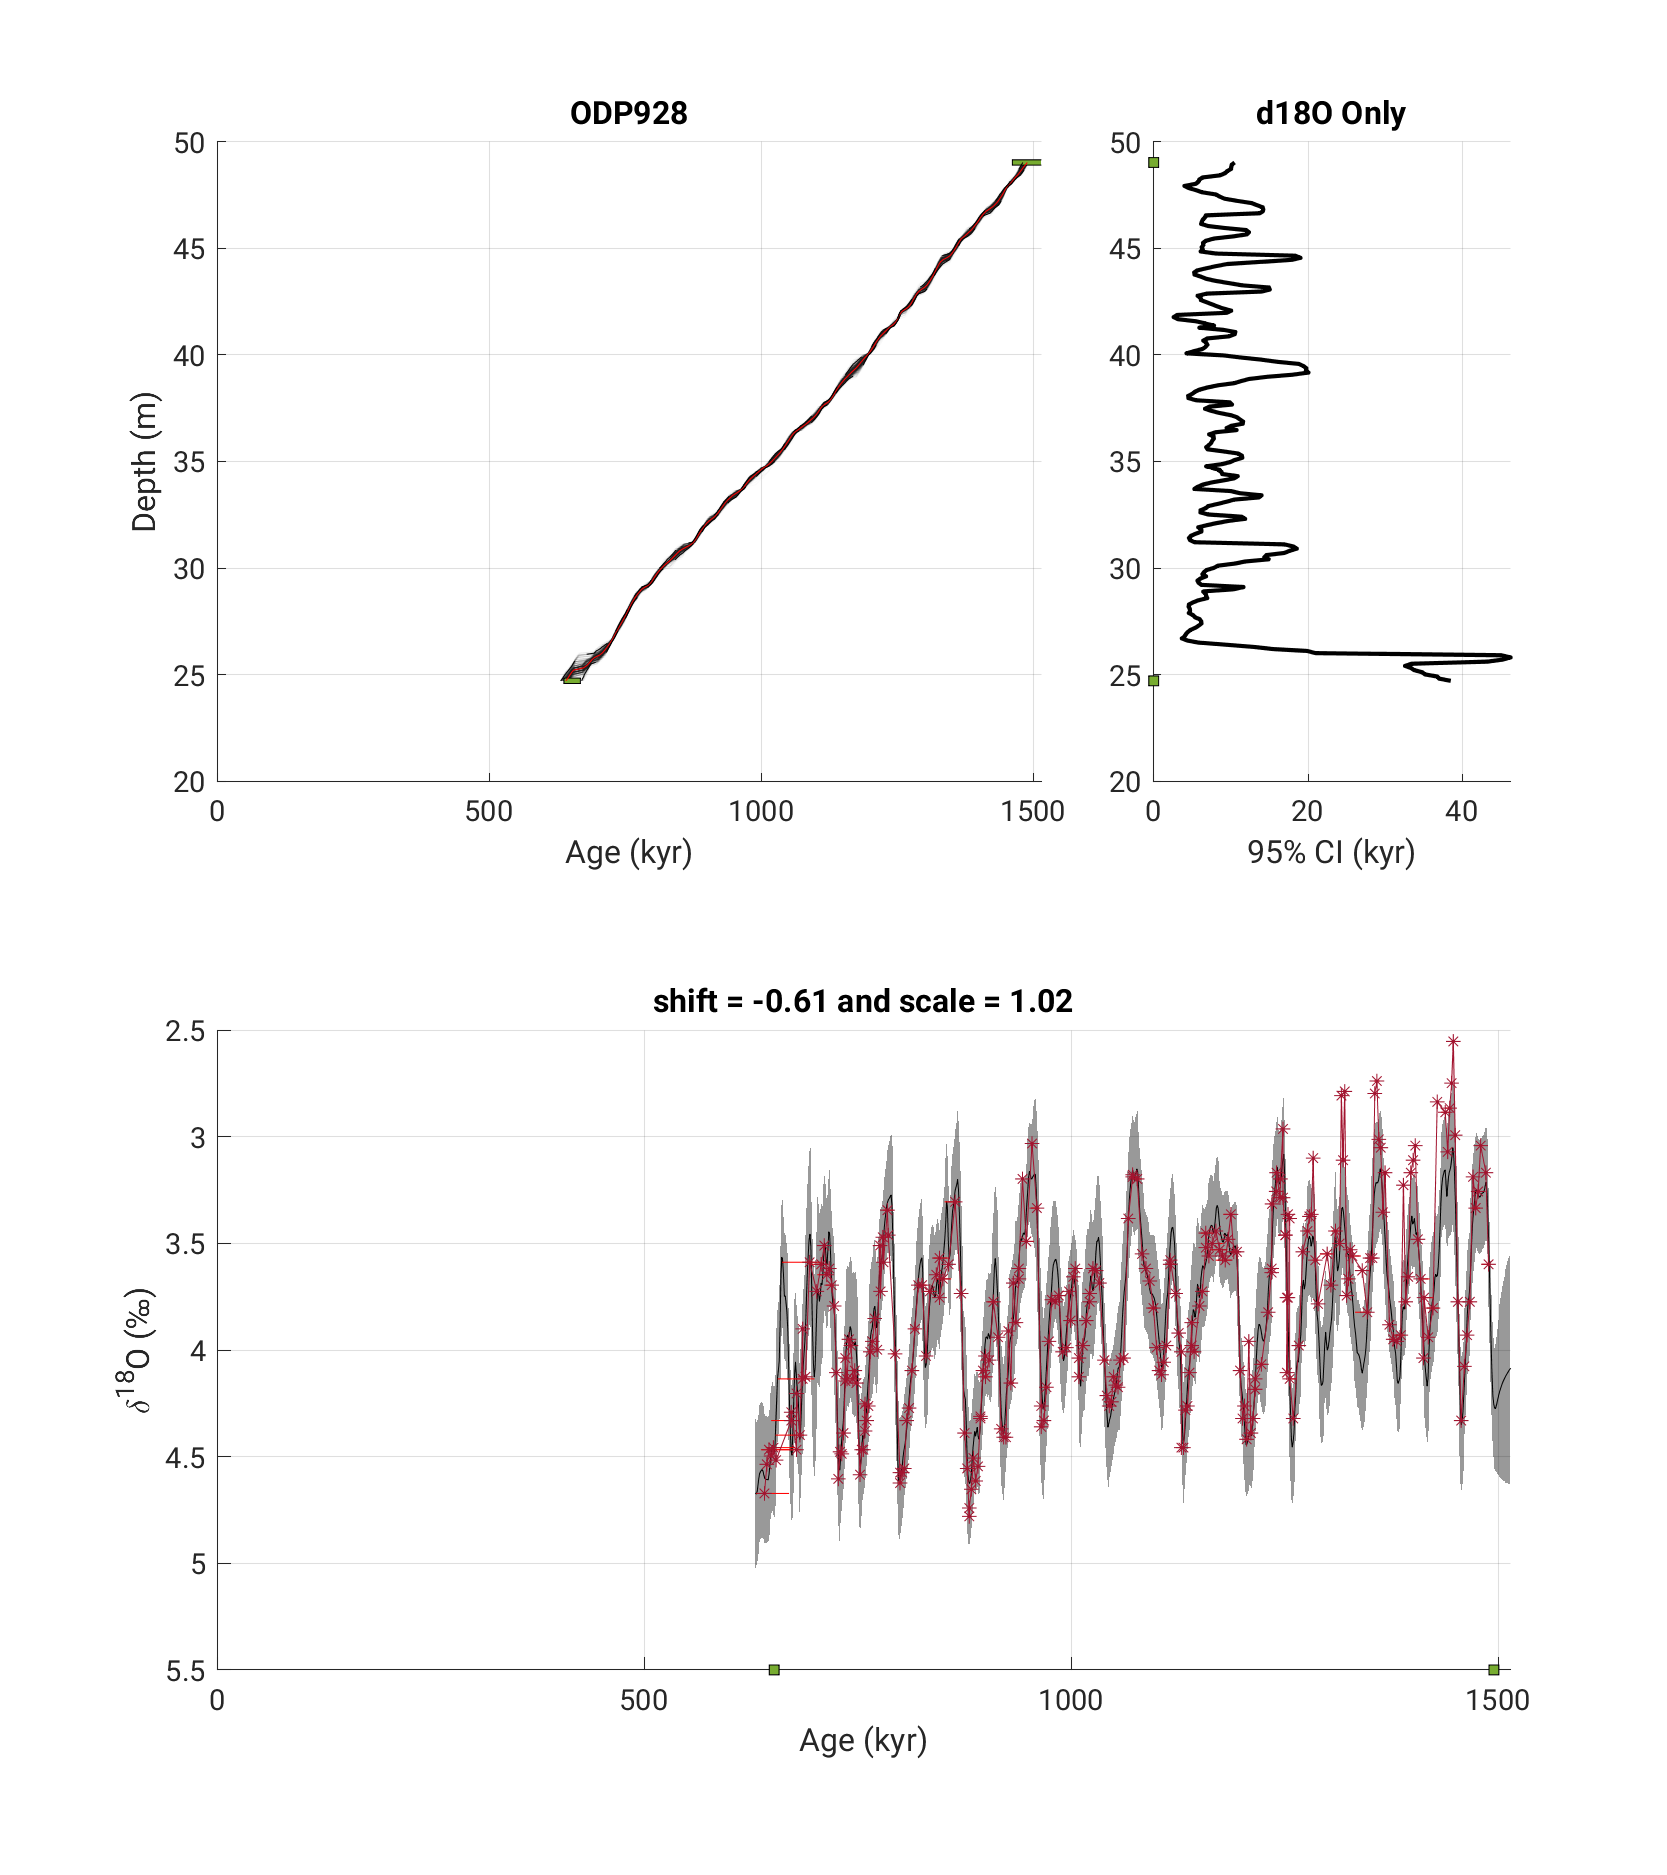 ODP928
d18O Only
50
45
40
35
30
25
20
Depth (m)
0 500 1000 1500
Age (kyr)
50
45
40
35
30
25
20
0 20 40
95% CI (kyr)
shift = -0.61 and scale = 1.02
2.5
3
3.5
4
4.5
5
5.5
δ18O (‰)
0 500 1000 1500
Age (kyr)